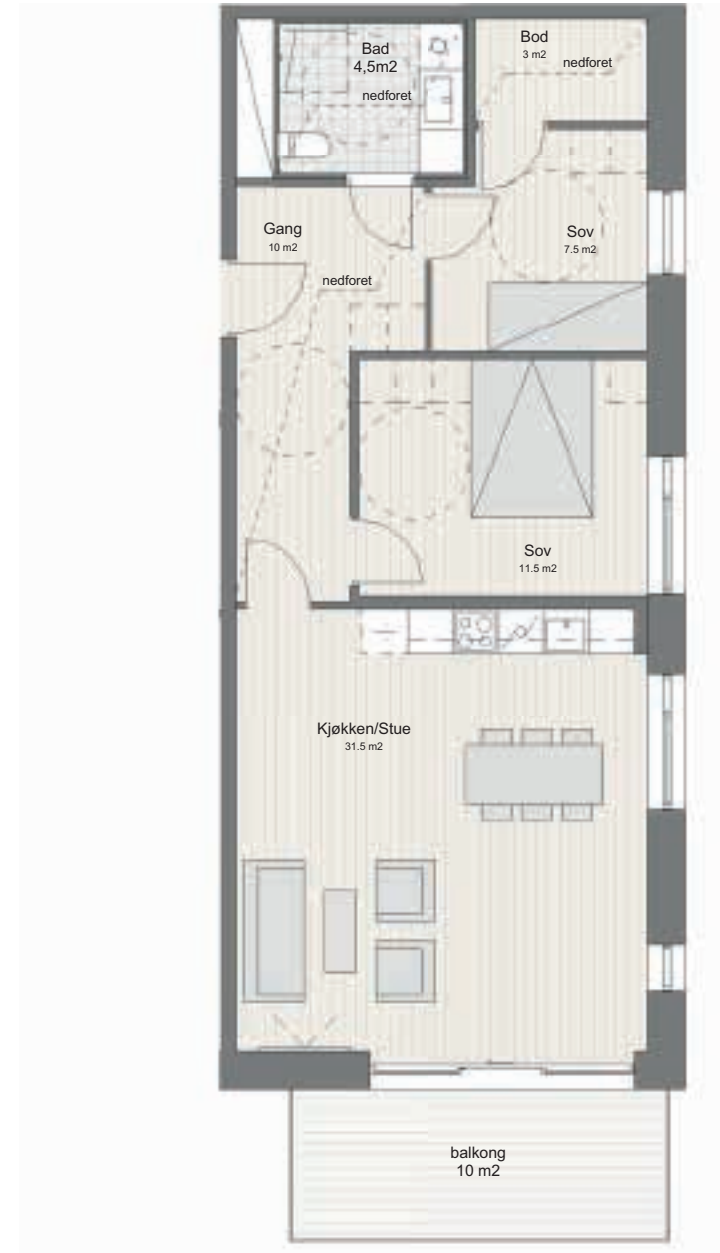 Bad
4,5m2
nedforet
Bod
3 m2
nedforet
Gang
10 m2
nedforet
Sov
7.5 m2
Sov
11.5 m2
Kjøkken/Stue
31.5 m2
balkong
10 m2